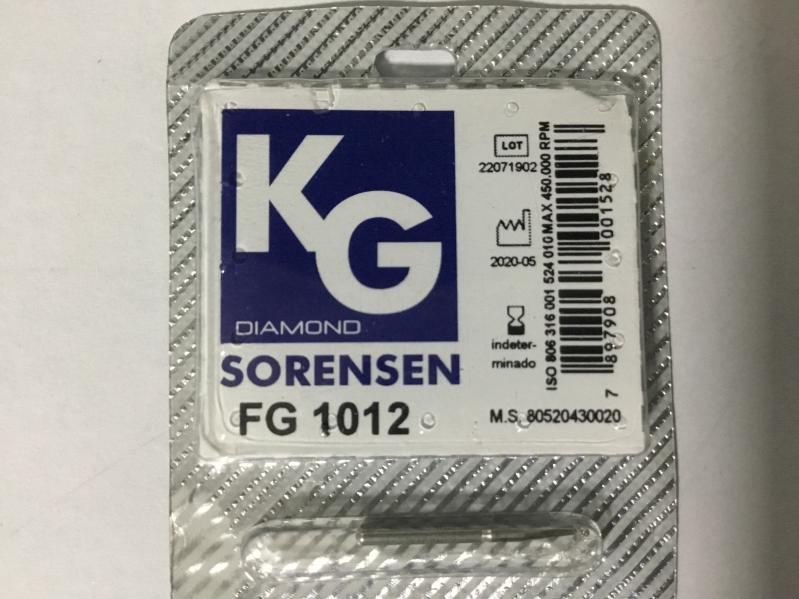 KG
DIAMOND
SORENSEN
FG 1012
LOT
22071902
2020-05
indeter-
minado
M.S. 80520430020
ISO 806 316 001 524 010 MAX 450.000 RPM
7 897908 001528